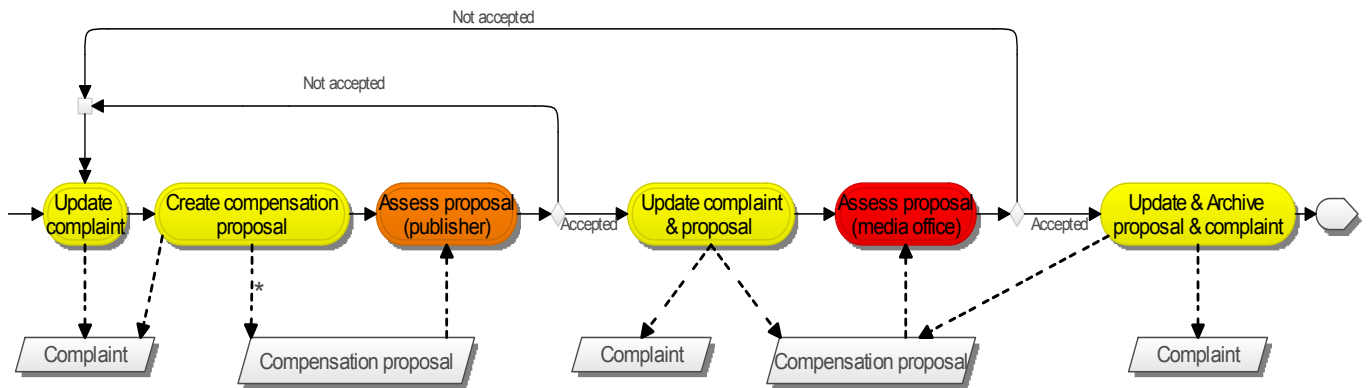 Not accepted
Not accepted
Update
complaint
Create compensation
proposal
Assess proposal
(publisher)
Accepted
Update complaint
& proposal
Assess proposal
(media office)
Accepted
Update & Archive
proposal & complaint
*
Complaint
Compensation proposal
Complaint
Compensation proposal
Complaint